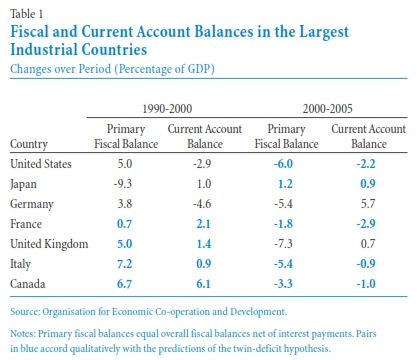 Table 1
Fiscal and Current Account Balances in the Largest
Industrial Countries
Changes over Period (Percentage of GDP)
1990-2000 2000-2005
Primary Current Account Primary Current Account
Country Fiscal Balance Balance Fiscal Balance Balance
United States 5.0 -2.9 -6.0 -2.2
Japan -9.3 1.0 1.2 0.9
Germany 3.8 -4.6 -5.4 5.7
France 0.7 2.1 -1.8 -2.9
United Kingdom 5.0 1.4 -7.3 0.7
Italy 7.2 0.9 -5.4 -0.9
Canada 6.7 6.1 -3.3 -1.0
Source: Organisation for Economic Co-operation and Development.
Notes: Primary fiscal balances equal overall fiscal balances net of interest payments. Pairs
in blue accord qualitatively with the predictions of the twin-deficit hypothesis.